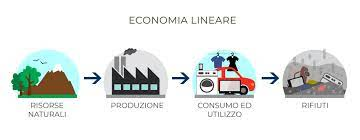 ECONOMIA LINEARE
RISORSE
NATURALI
PRODUZIONE
CONSUMO ED
UTILIZZO
RIFIUTI